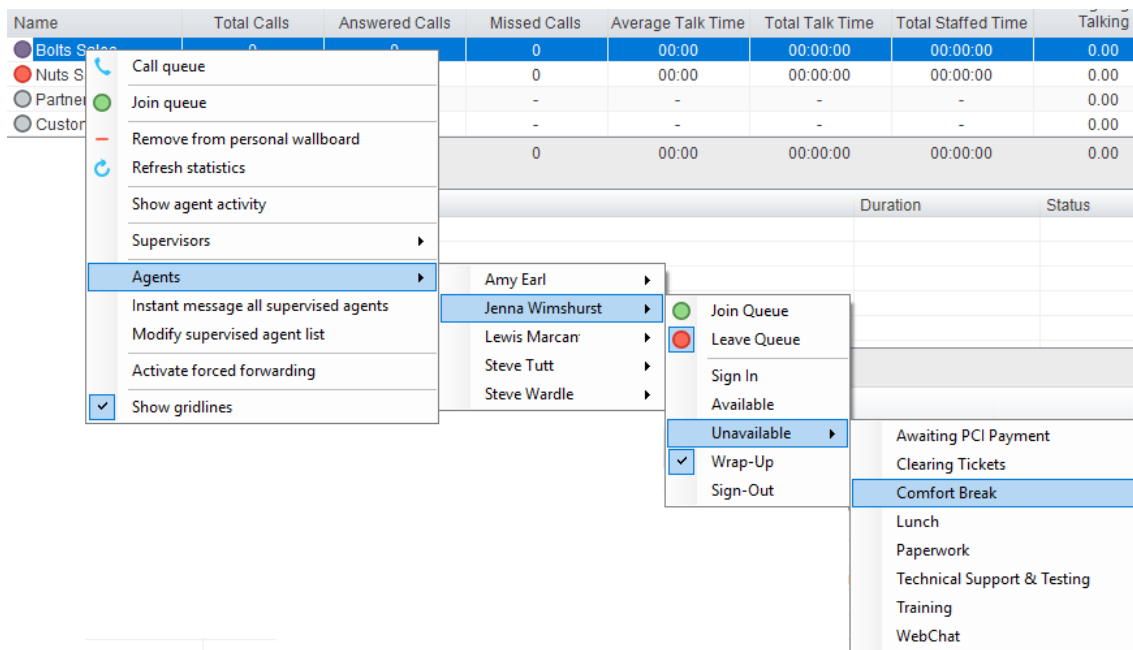 Name Total Calls Answered Calls Missed Calls Average Talk Time Total Talk Time Total Staffed Time Talking
Bolts Sales 0 0 0 00:00 00:00:00 00:00:00 0.00
Nuts S 0 00:00 00:00:00 00:00:00 0.00
Partner - - - - 0.00
Custor - - - - 0.00
0 00:00 00:00:00 00:00:00 0.00
Call queue
Join queue
Remove from personal wallboard
Refresh statistics
Show agent activity
Supervisors
Agents
Instant message all supervised agents
Modify supervised agent list
Activate forced forwarding
Show gridlines
Duration Status
Amy Earl
Jenna Wimshurst
Lewis Marcan
Steve Tutt
Steve Wardle
Join Queue
Leave Queue
Sign In
Available
Unavailable
Wrap-Up
Sign-Out
Awaiting PCI Payment
Clearing Tickets
Comfort Break
Lunch
Paperwork
Technical Support & Testing
Training
WebChat